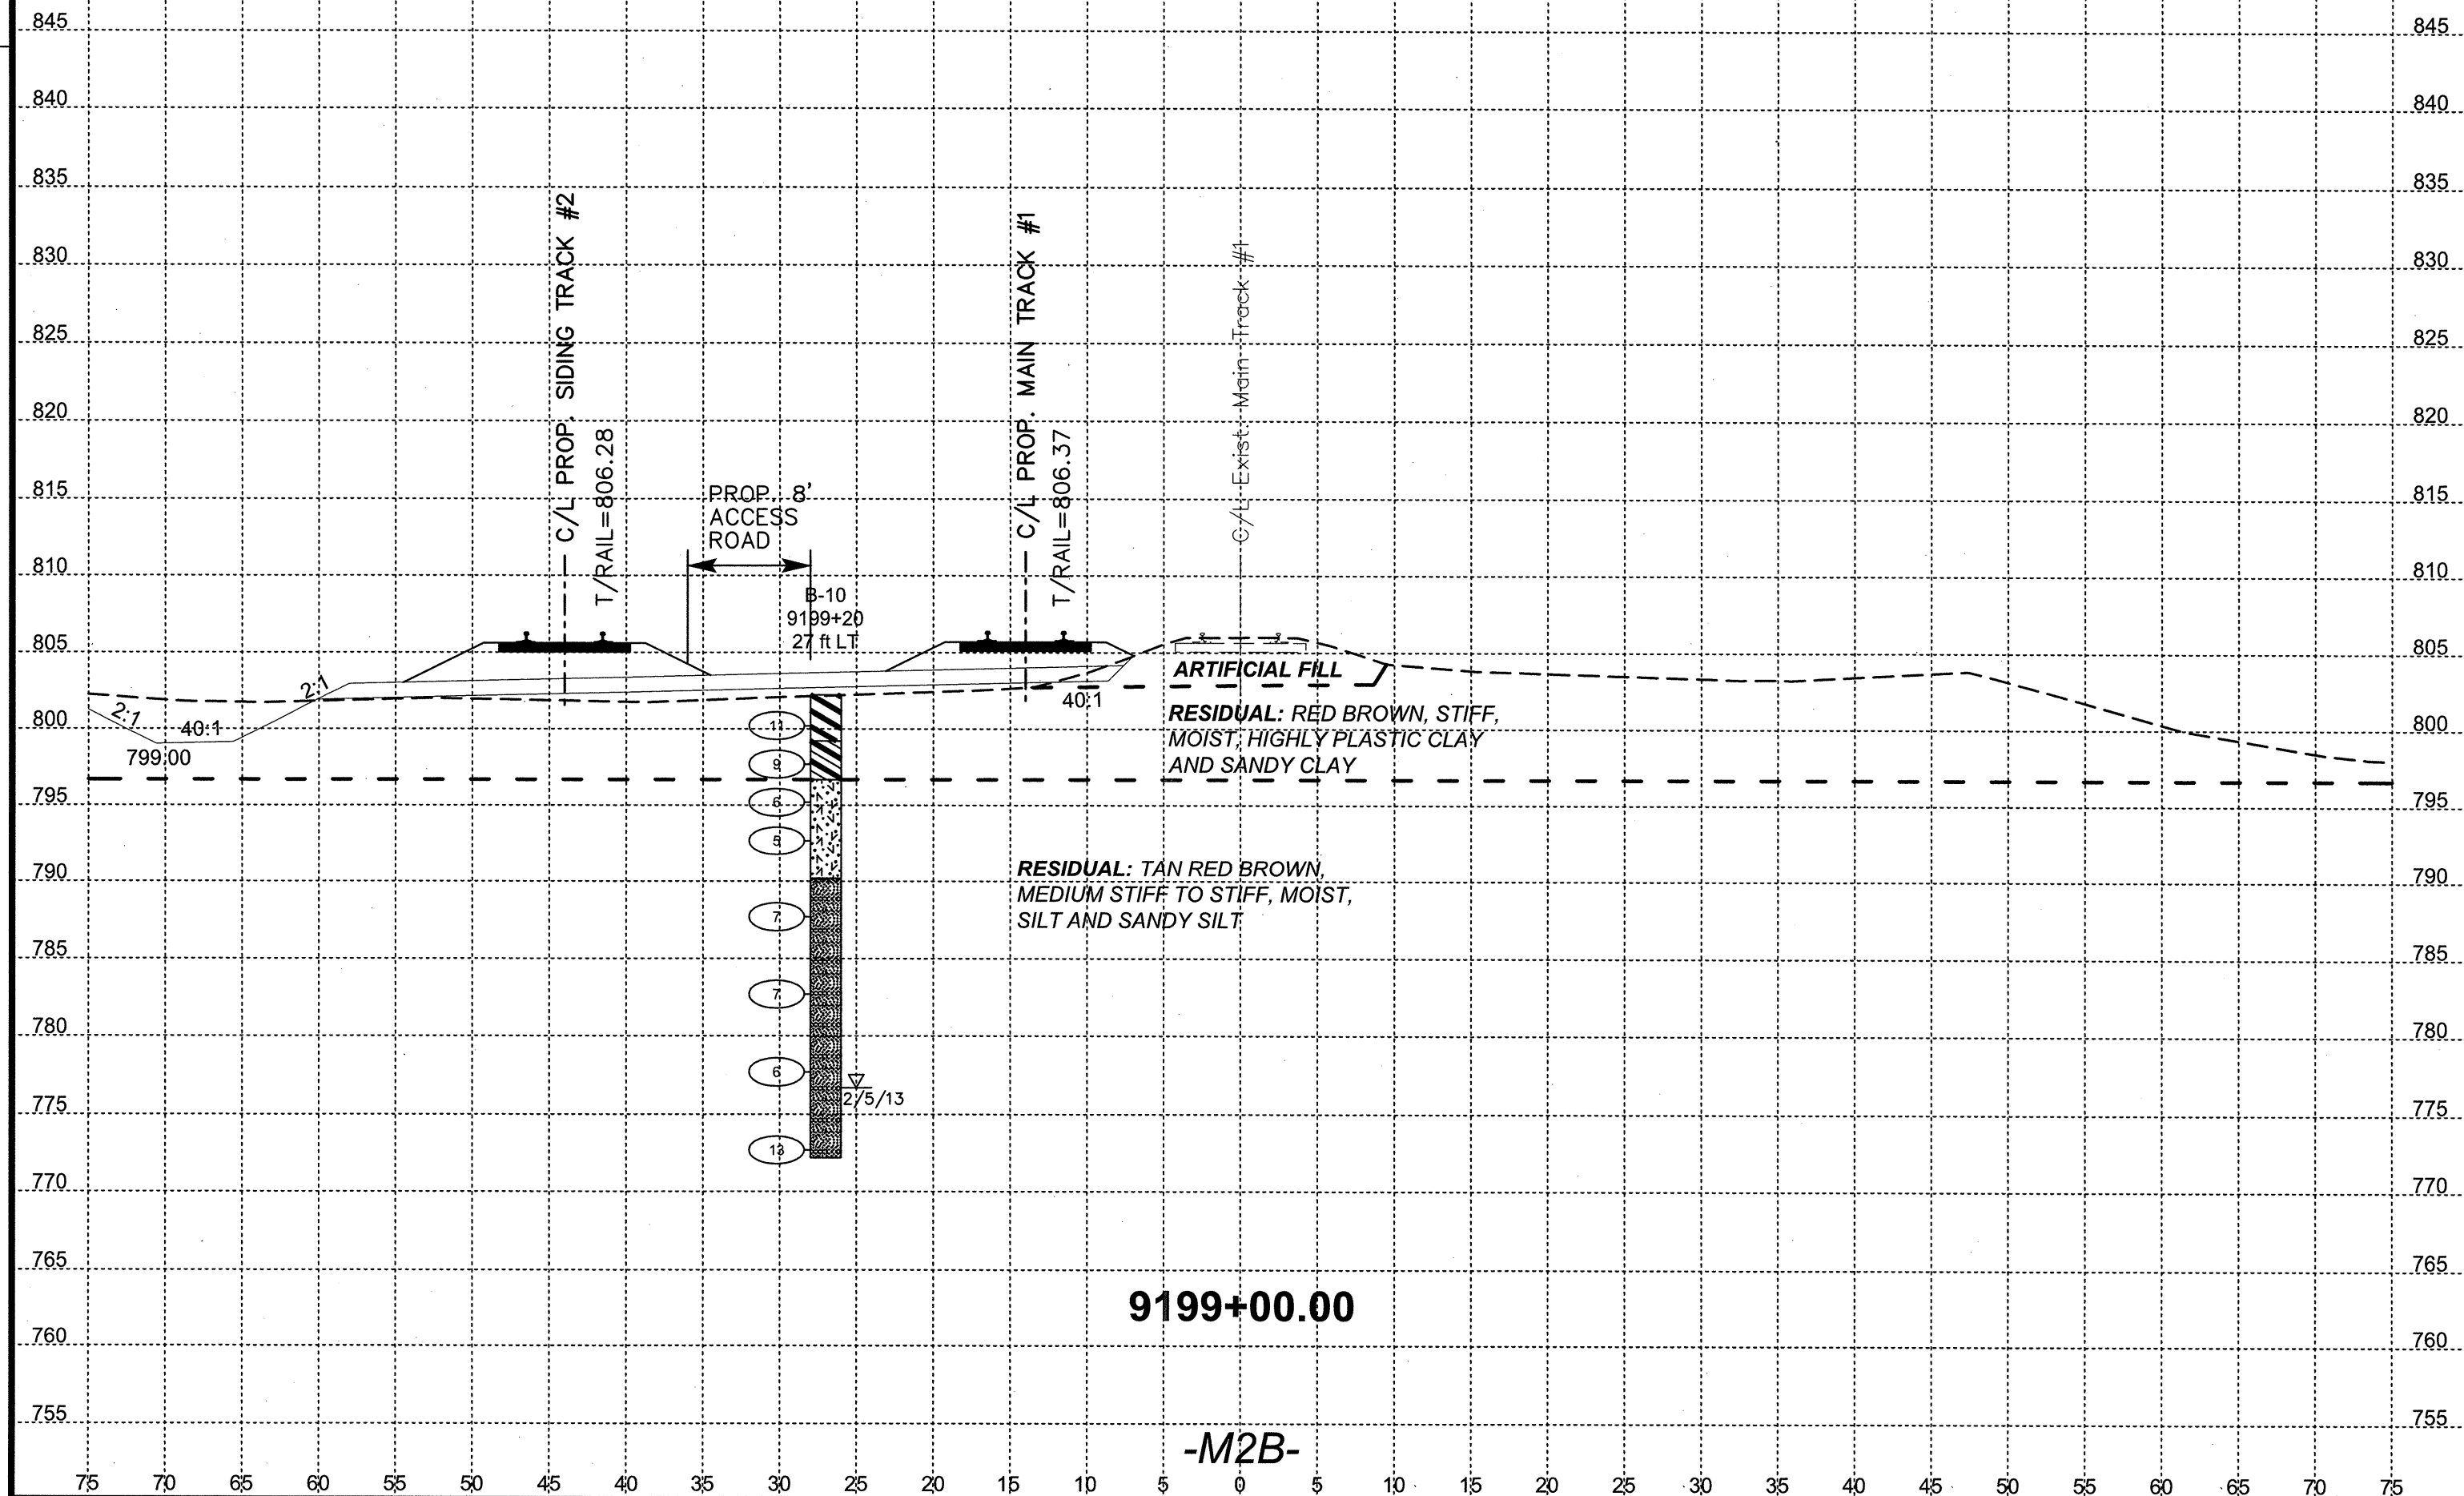 845 845
840 840
835 835
830 830
825 825
820 820
815 815
810 810
805 805
800 800
795 795
790 790
785 785
780 780
775 775
770 770
765 765
760 760
755 755
C/L PROP. SIDING TRACK #2
T/RAIL=806.28
PROP. 8'
ACCESS
ROAD
C/L PROP. MAIN TRACK #1
T/RAIL=806.37
C/L Exist. Main Track #1
B-10
9199+20
27 ft LT
2:1
2:1
40:1
799.00
40:1
ARTIFICIAL FILL
RESIDUAL: RED BROWN, STIFF,
MOIST, HIGHLY PLASTIC CLAY
AND SANDY CLAY
11
9
6
5
7
7
6
13
RESIDUAL: TAN RED BROWN,
MEDIUM STIFF TO STIFF, MOIST,
SILT AND SANDY SILT
2/5/13
9199+00.00
-M2B-
75 70 65 60 55 50 45 40 35 30 25 20 15 10 5 0 5 10 15 20 25 30 35 40 45 50 55 60 65 70 75